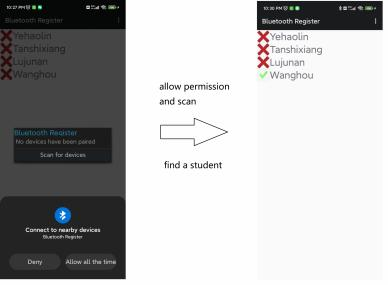 10:27 PM
Bluetooth Register
Yehaolin
Tanshixiang
Lujunan
Wanghou
Bluetooth Register
No devices have been paired
Scan for devices
Connect to nearby devices
Bluetooth Register
Deny
Allow all the time
allow permission
and scan
find a student
10:30 PM
Bluetooth Register
Yehaolin
Tanshixiang
Lujunan
Wanghou